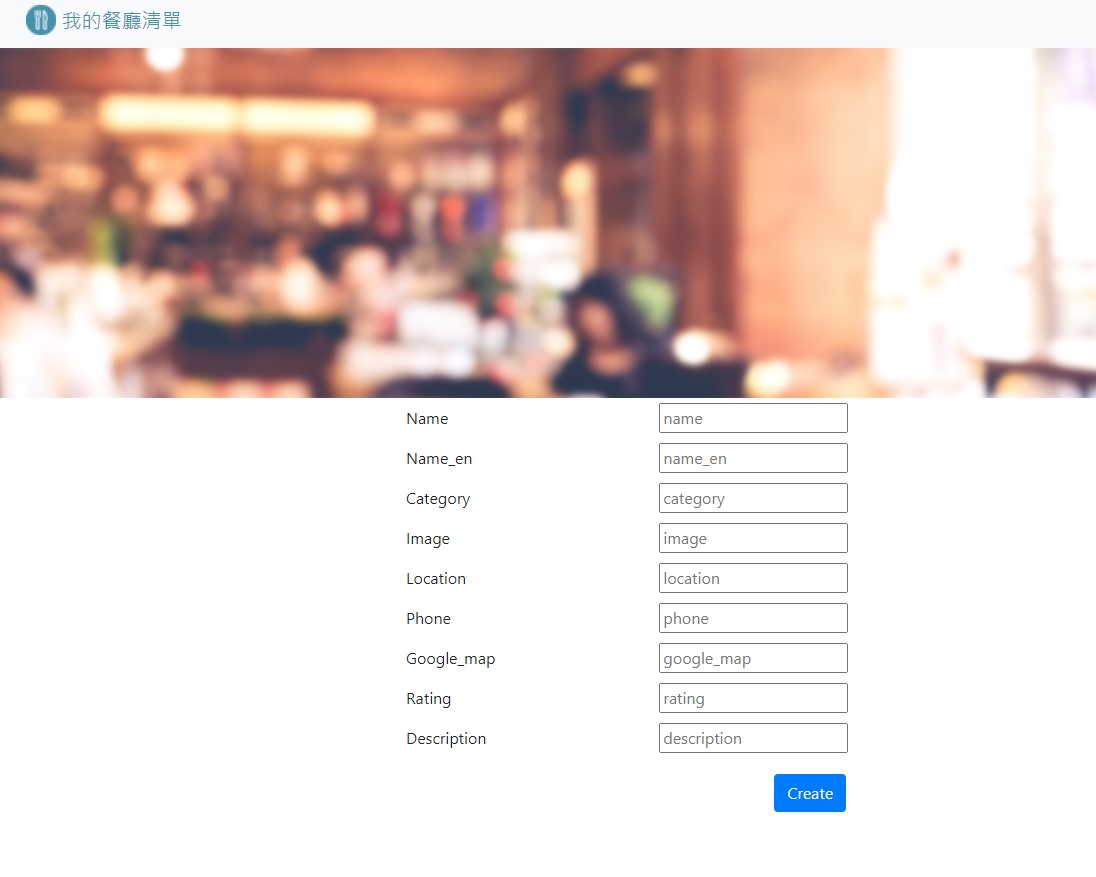 我的餐廳清單
Name name
Name_en name_en
Category category
Image image
Location location
Phone phone
Google_map google_map
Rating rating
Description description
Create